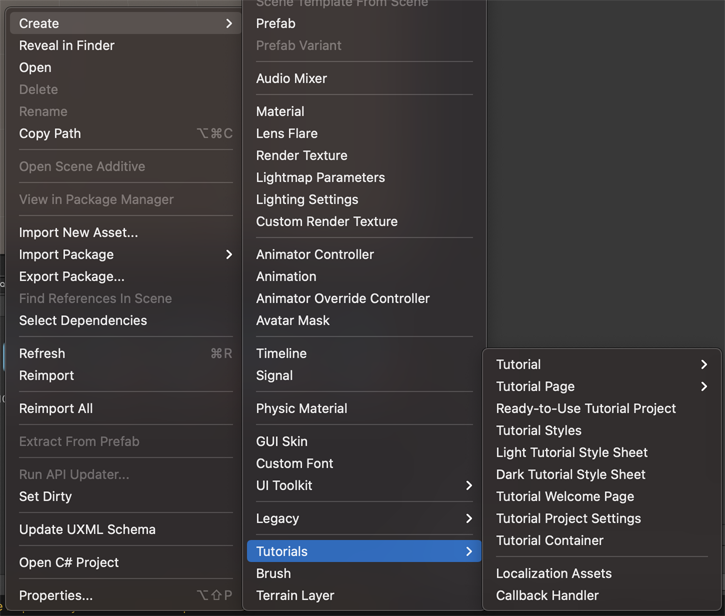 Create
Reveal in Finder
Open
Delete
Rename
Copy Path ⌥⌘C
Open Scene Additive
View in Package Manager
Import New Asset...
Import Package
Export Package...
Find References In Scene
Select Dependencies
Refresh ⌘R
Reimport
Reimport All
Extract From Prefab
Run API Updater...
Set Dirty
Update UXML Schema
Open C# Project
Properties... ⌥⇧P
Scene Template From Scene
Prefab
Prefab Variant
Audio Mixer
Material
Lens Flare
Render Texture
Lightmap Parameters
Lighting Settings
Custom Render Texture
Animator Controller
Animation
Animator Override Controller
Avatar Mask
Timeline
Signal
Physic Material
GUI Skin
Custom Font
UI Toolkit
Legacy
Tutorials
Brush
Terrain Layer
Tutorial
Tutorial Page
Ready-to-Use Tutorial Project
Tutorial Styles
Light Tutorial Style Sheet
Dark Tutorial Style Sheet
Tutorial Welcome Page
Tutorial Project Settings
Tutorial Container
Localization Assets
Callback Handler